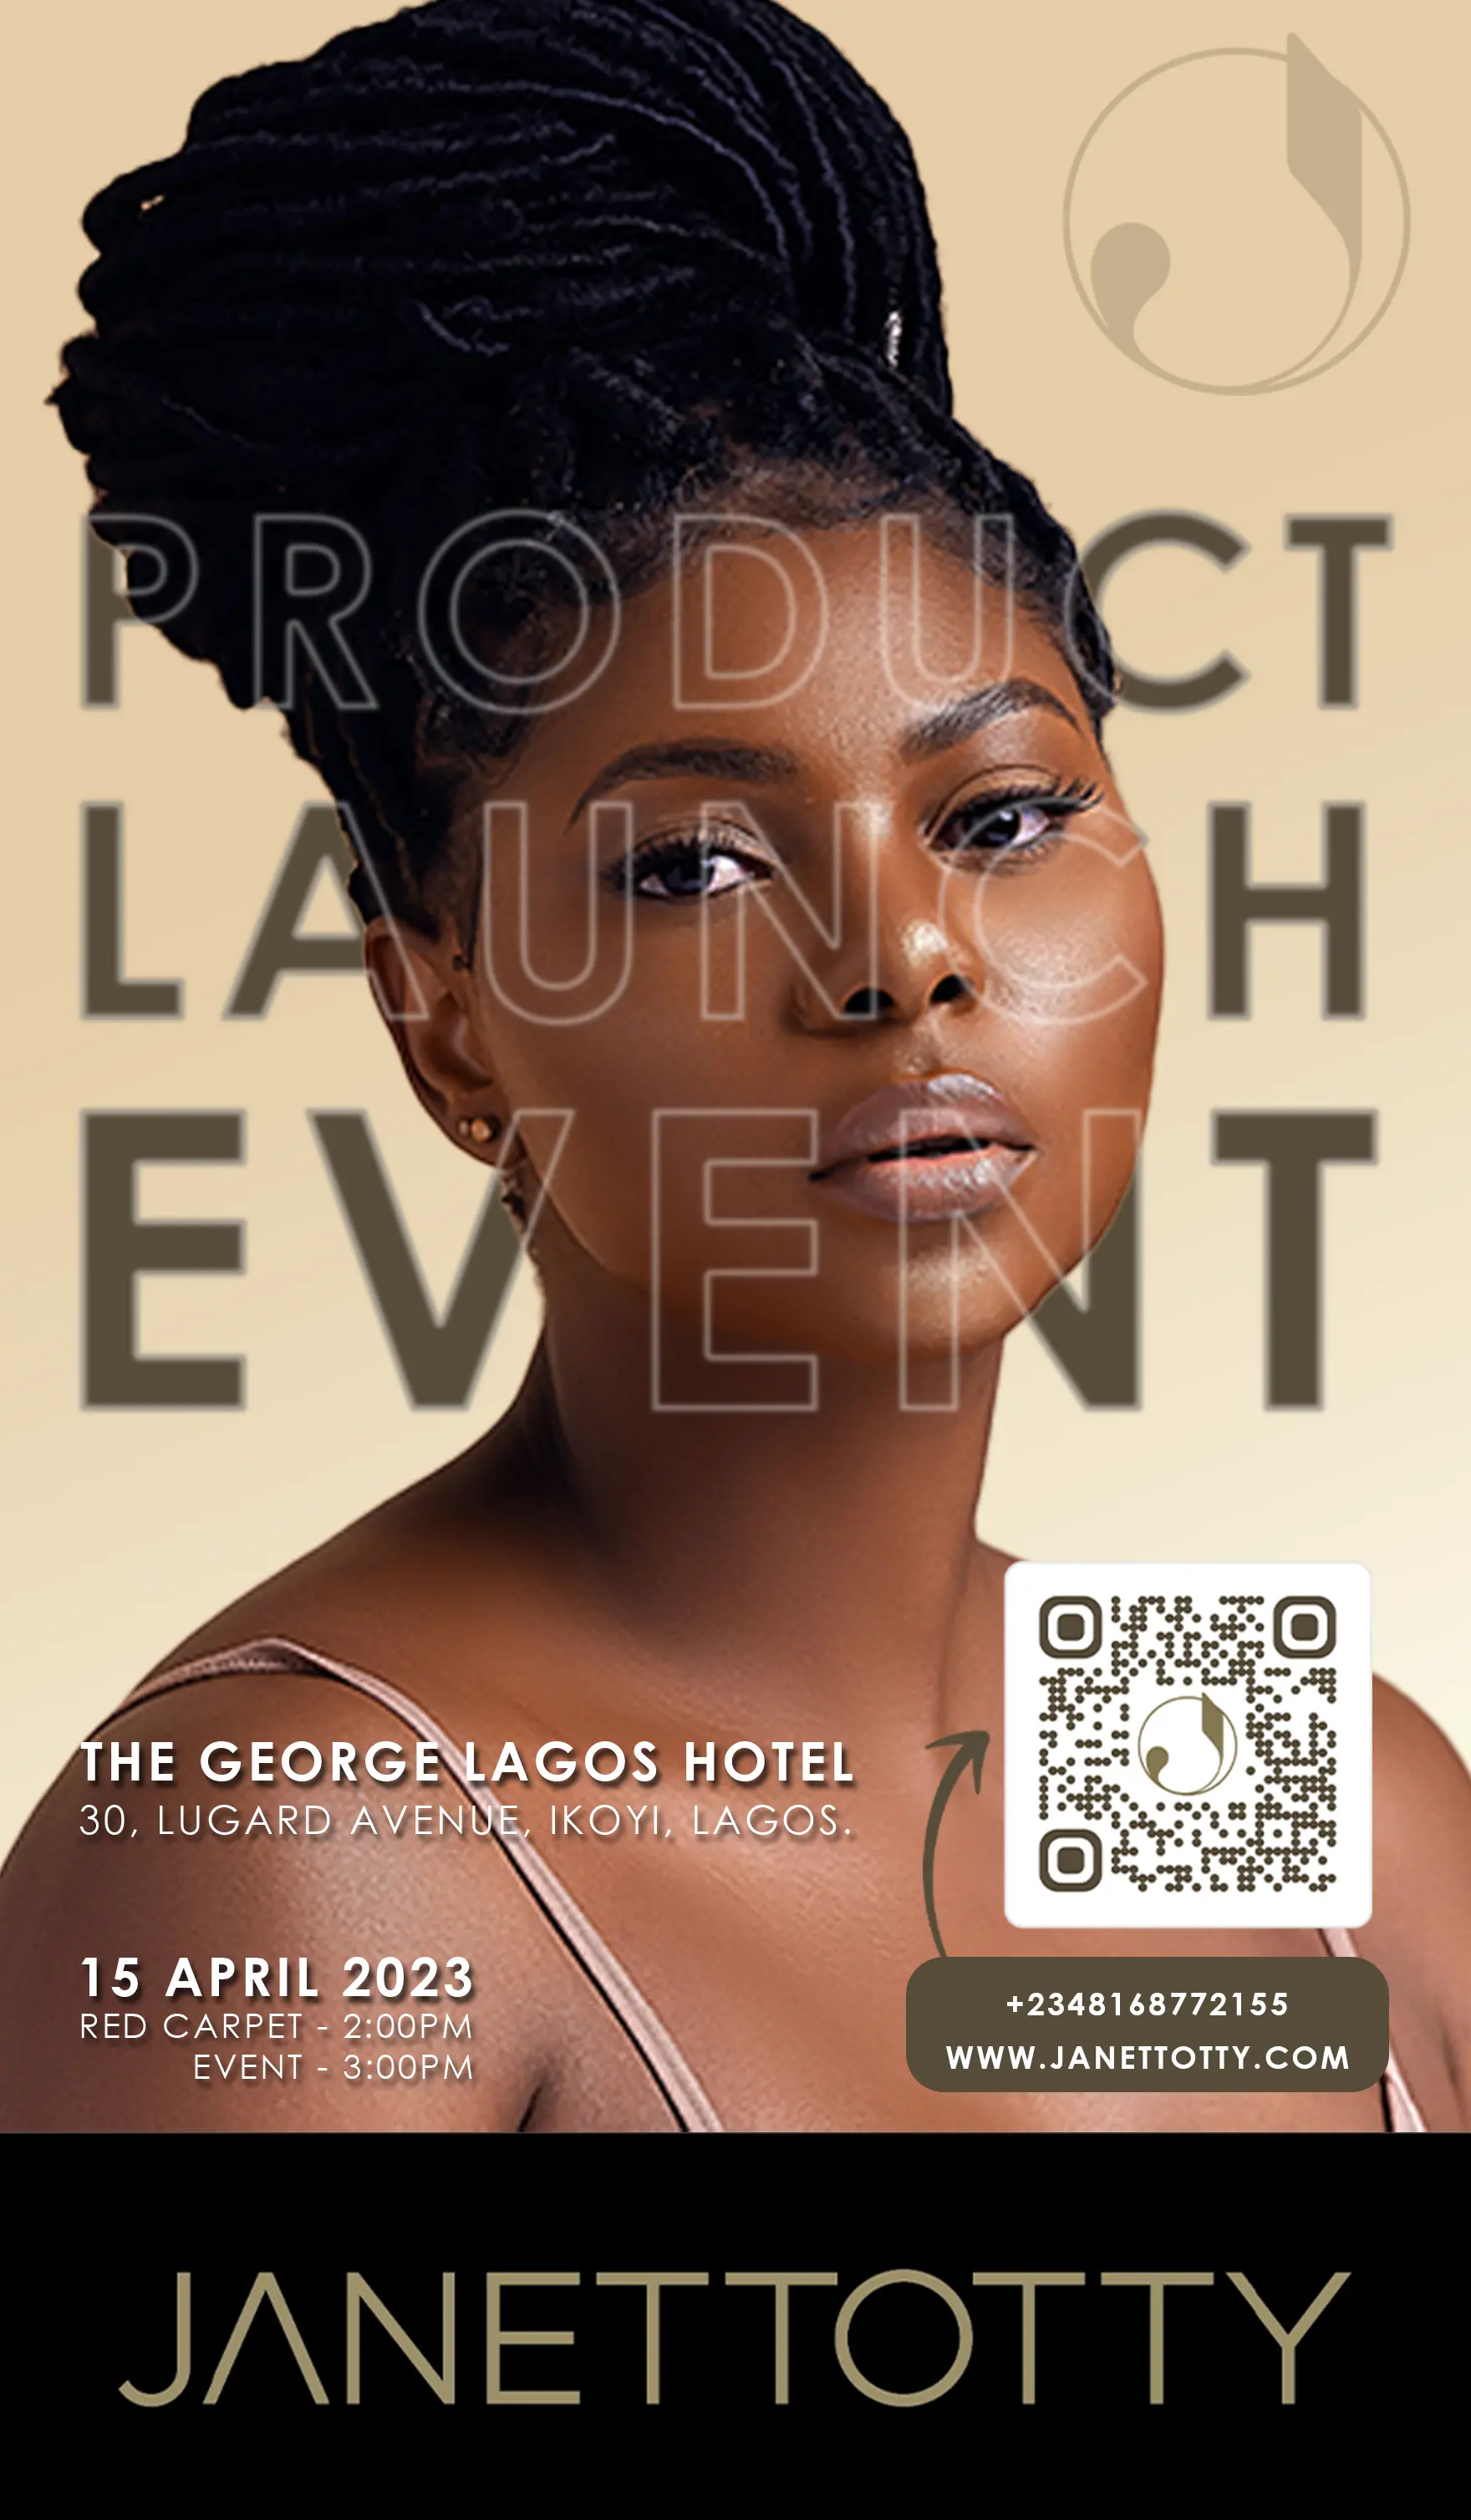 PRODUCT
LAUNCH
EVENT
THE GEORGE LAGOS HOTEL
30, LUGARD AVENUE, IKOYI, LAGOS.
15 APRIL 2023
RED CARPET - 2:00PM
EVENT - 3:00PM
+2348168772155
WWW.JANETTOTTY.COM
JANETTOTTY